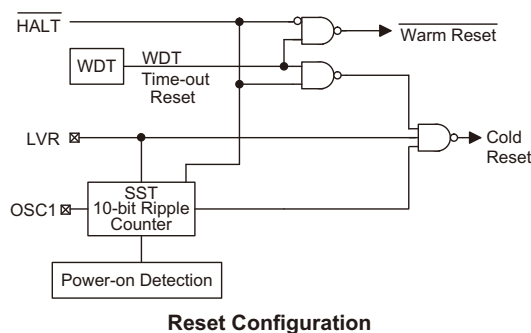 HALT
WDT
WDT
Time-out
Reset
Warm Reset
LVR
Cold
Reset
OSC1
SST
10-bit Ripple
Counter
Power-on Detection
Reset Configuration